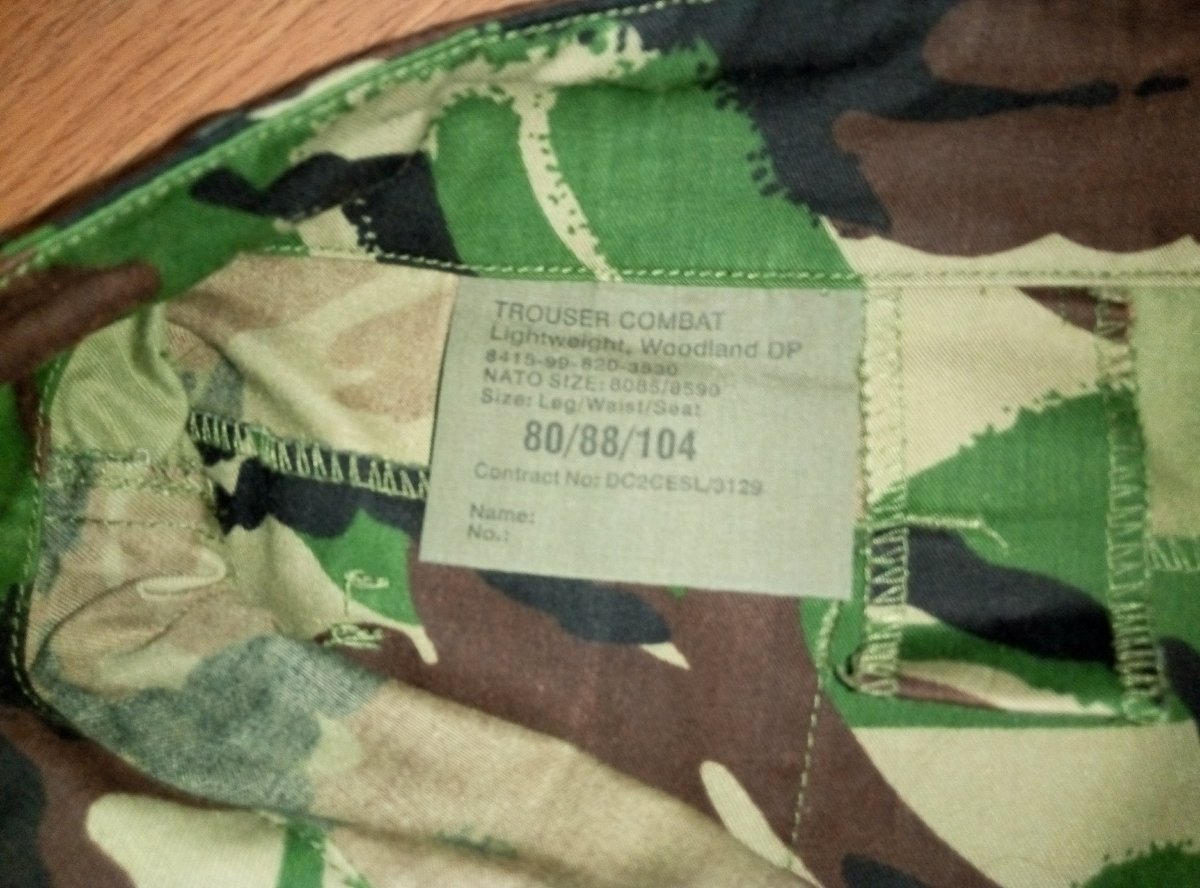 TROUSER COMBAT
Lightweight, Woodland DP
8415-99-820-3530
NATO SIZE: 8085/8590
Size: Leg/Waist/Seat
80/88/104
Contract No: DC2CESL/3129
Name:
No.: